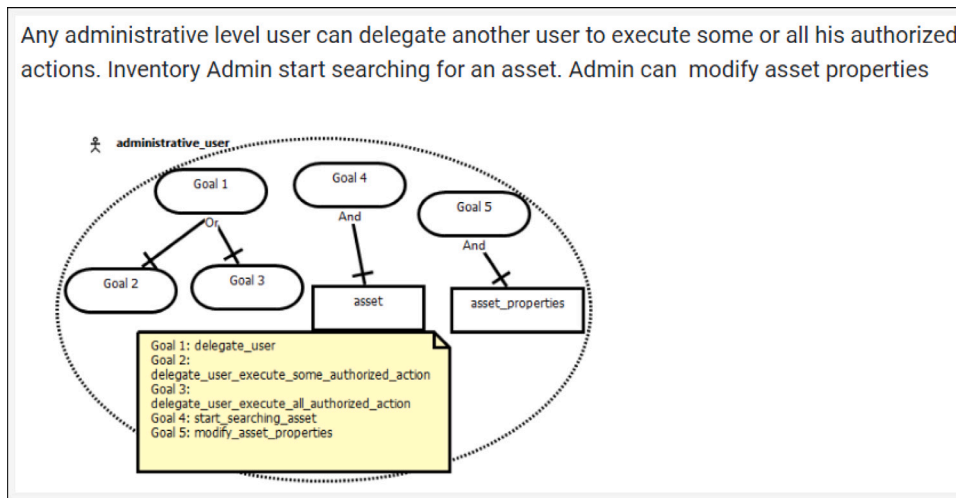 Any administrative level user can delegate another user to execute some or all his authorized
actions. Inventory Admin start searching for an asset. Admin can modify asset properties
administrative_user
Goal 1
Goal 4
Goal 5
Or
And
And
Goal 2
Goal 3
asset
asset_properties
Goal 1: delegate_user
Goal 2:
delegate_user_execute_some_authorized_action
Goal 3:
delegate_user_execute_all_authorized_action
Goal 4: start_searching_asset
Goal 5: modify_asset_properties